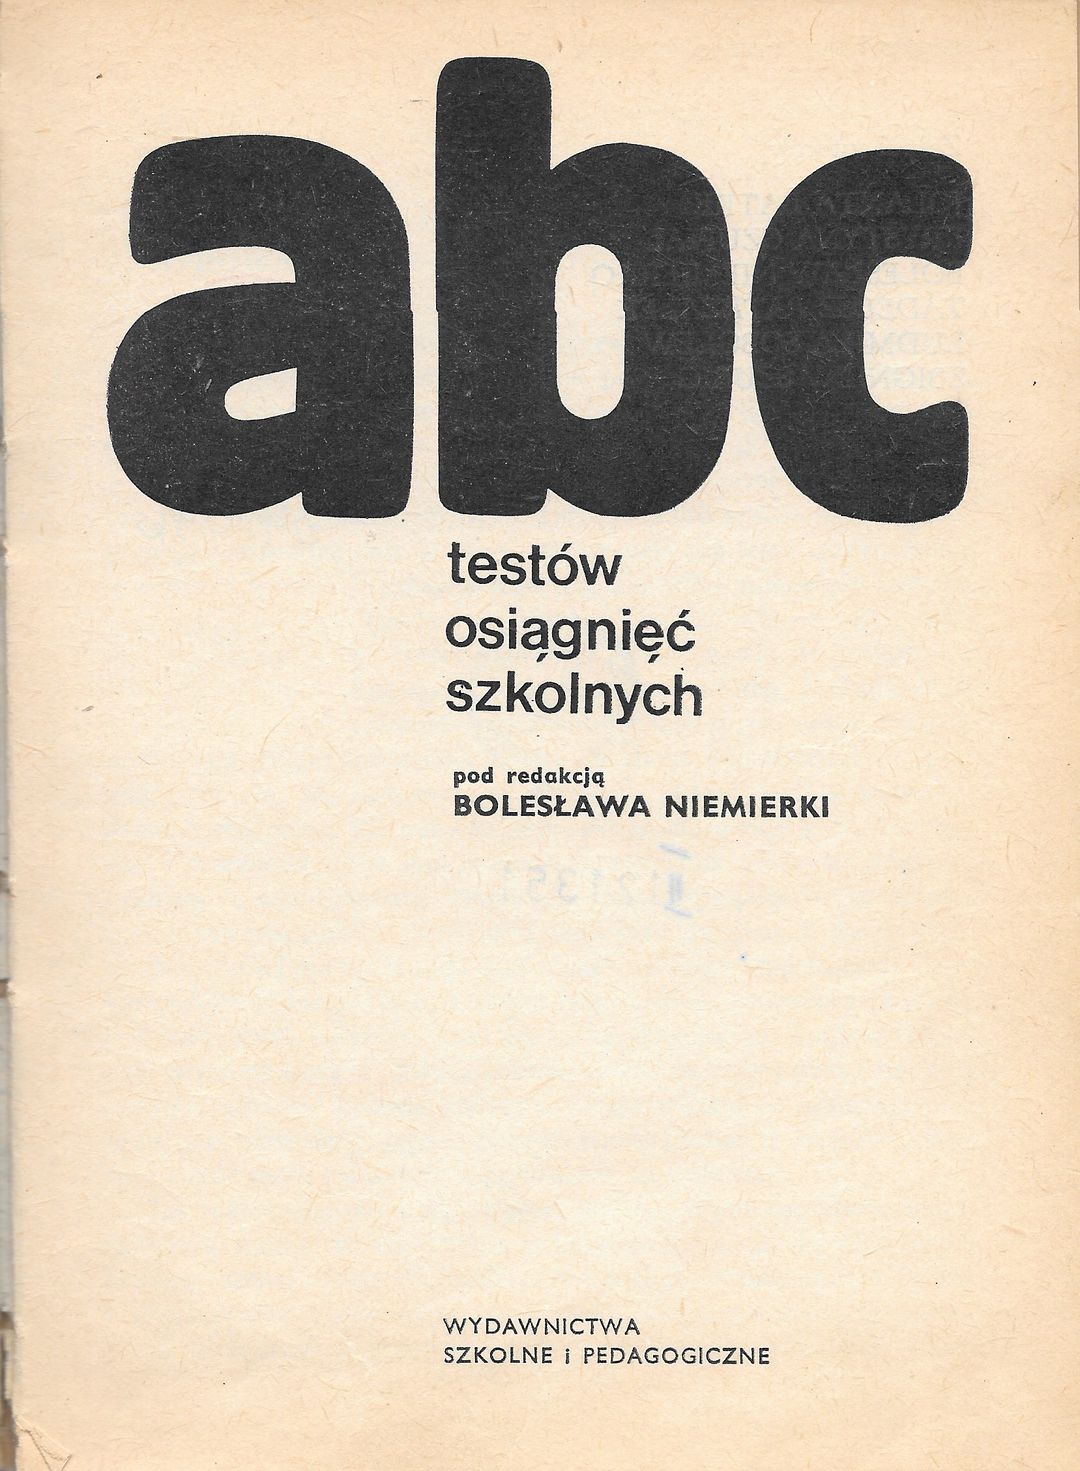 abc
testów
osiągnięć
szkolnych
pod redakcją
BOLESŁAWA NIEMIERKI
WYDAWNICTWA
SZKOLNE i PEDAGOGICZNE